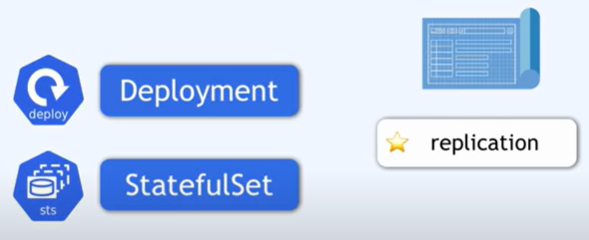 deploy
Deployment
sts
StatefulSet
replication